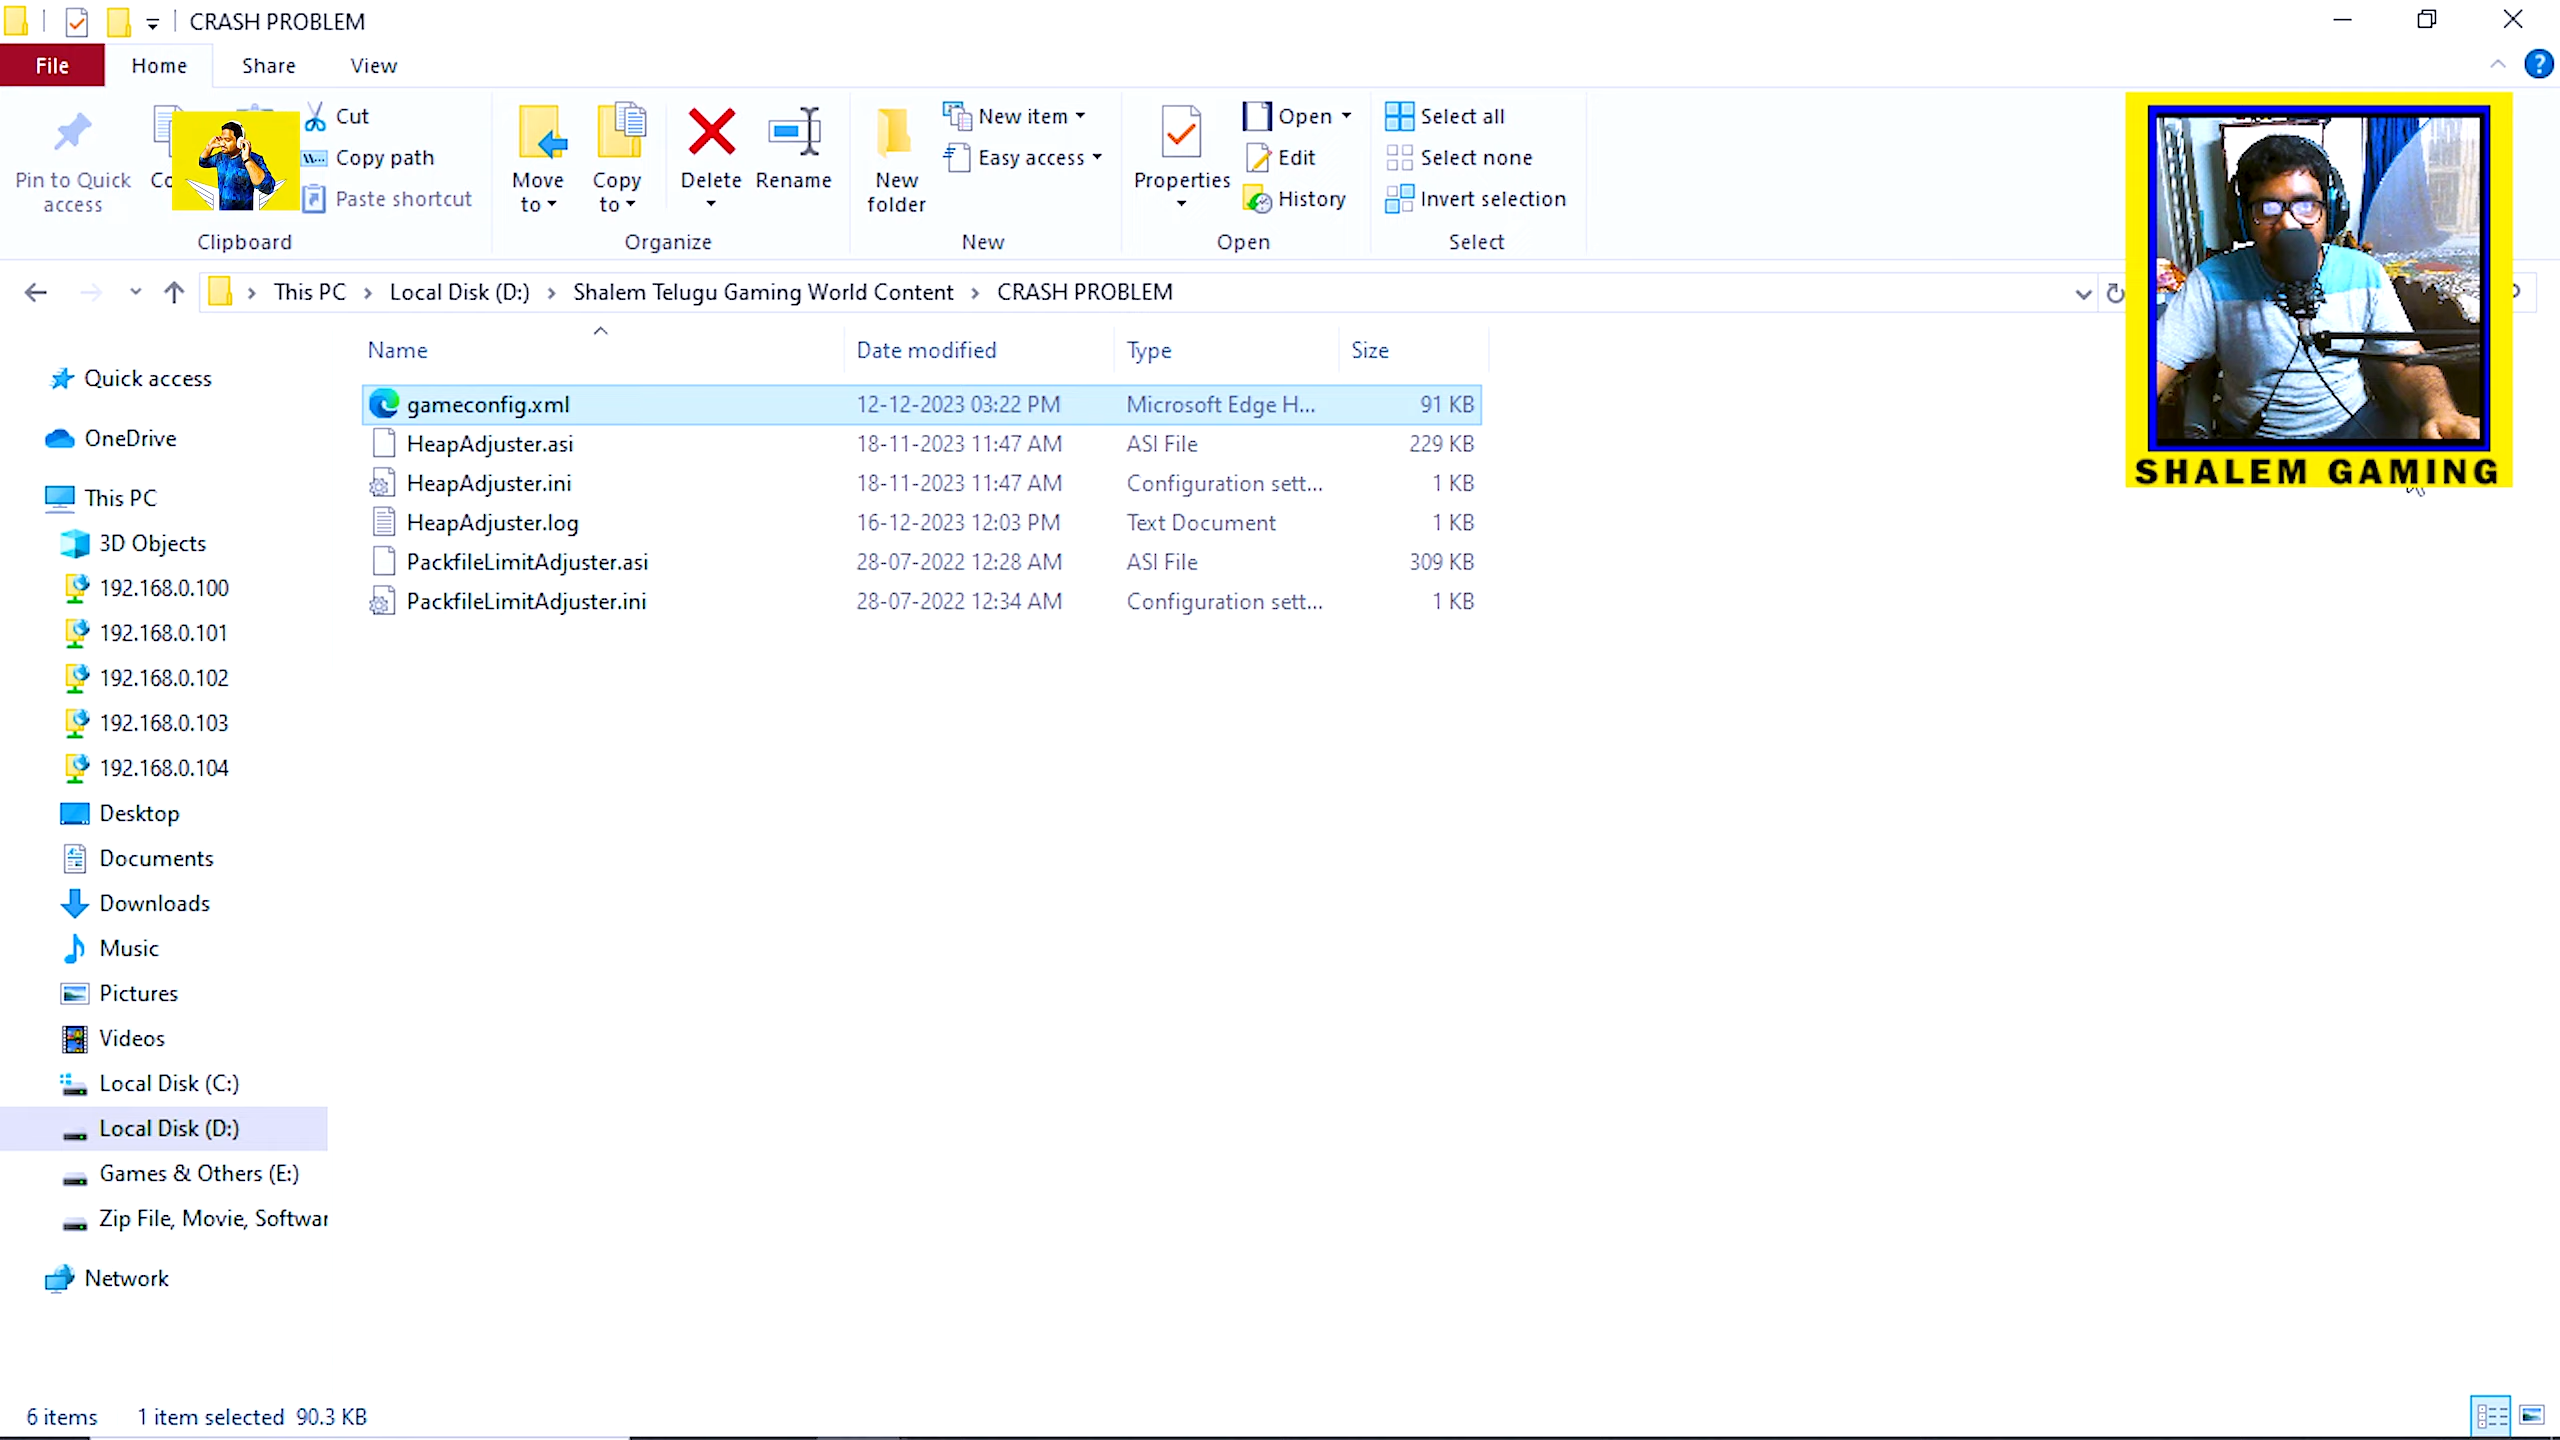 CRASH PROBLEM
File Home Share View
Pin to Quick access
Cut
Copy path
Paste shortcut
Clipboard
Move to
Copy to
Delete
Rename
Organize
New folder
New item
Easy access
New
Properties
Open
Edit
History
Open
Select all
Select none
Invert selection
Select
This PC > Local Disk (D:) > Shalem Telugu Gaming World Content > CRASH PROBLEM
SHALEM GAMING
Name Date modified Type Size
gameconfig.xml 12-12-2023 03:22 PM Microsoft Edge H... 91 KB
HeapAdjuster.asi 18-11-2023 11:47 AM ASI File 229 KB
HeapAdjuster.ini 18-11-2023 11:47 AM Configuration sett... 1 KB
HeapAdjuster.log 16-12-2023 12:03 PM Text Document 1 KB
PackfileLimitAdjuster.asi 28-07-2022 12:28 AM ASI File 309 KB
PackfileLimitAdjuster.ini 28-07-2022 12:34 AM Configuration sett... 1 KB
Quick access
OneDrive
This PC
3D Objects
192.168.0.100
192.168.0.101
192.168.0.102
192.168.0.103
192.168.0.104
Desktop
Documents
Downloads
Music
Pictures
Videos
Local Disk (C:)
Local Disk (D:)
Games & Others (E:)
Zip File, Movie, Softwar
Network
6 items 1 item selected 90.3 KB